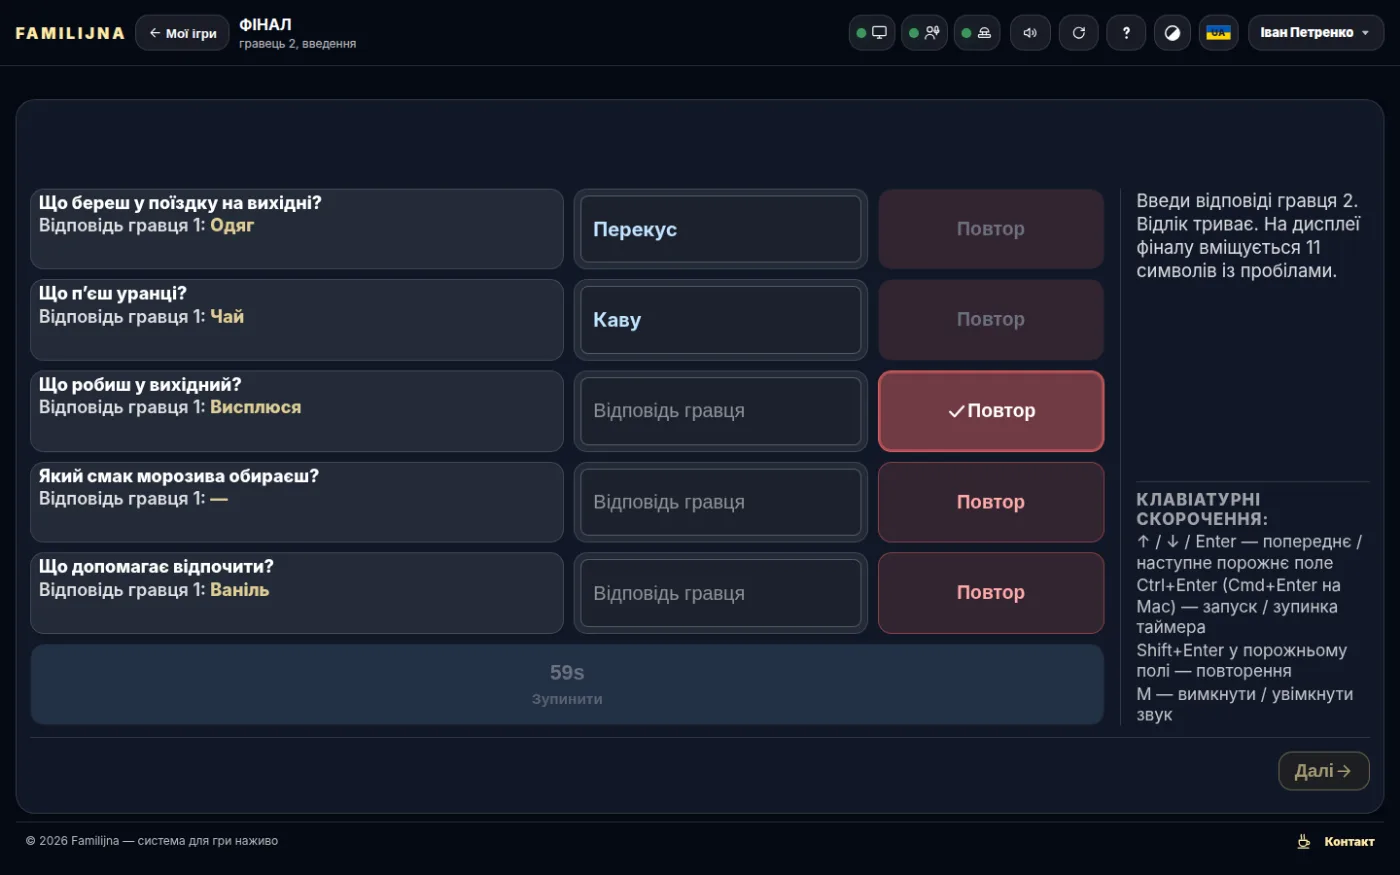 FAMILIJNA
← Мої ігри
ФІНАЛ
гравець 2, введення
?
UA
Іван Петренко
Що береш у поїздку на вихідні?
Відповідь гравця 1: Одяг
Перекус
Повтор
Що п’єш уранці?
Відповідь гравця 1: Чай
Каву
Повтор
Що робиш у вихідний?
Відповідь гравця 1: Висплюся
Відповідь гравця
✓Повтор
Який смак морозива обираєш?
Відповідь гравця 1: —
Відповідь гравця
Повтор
Що допомагає відпочити?
Відповідь гравця 1: Ваніль
Відповідь гравця
Повтор
59s
Зупинити
Введи відповіді гравця 2.
Відлік триває. На дисплеї
фіналу вміщується 11
символів із пробілами.
КЛАВІАТУРНІ
СКОРОЧЕННЯ:
↑ / ↓ / Enter — попереднє /
наступне порожнє поле
Ctrl+Enter (Cmd+Enter на
Mac) — запуск / зупинка
таймера
Shift+Enter у порожньому
полі — повторення
M — вимкнути / увімкнути
звук
Далі→
© 2026 Familijna — система для гри наживо
Контакт